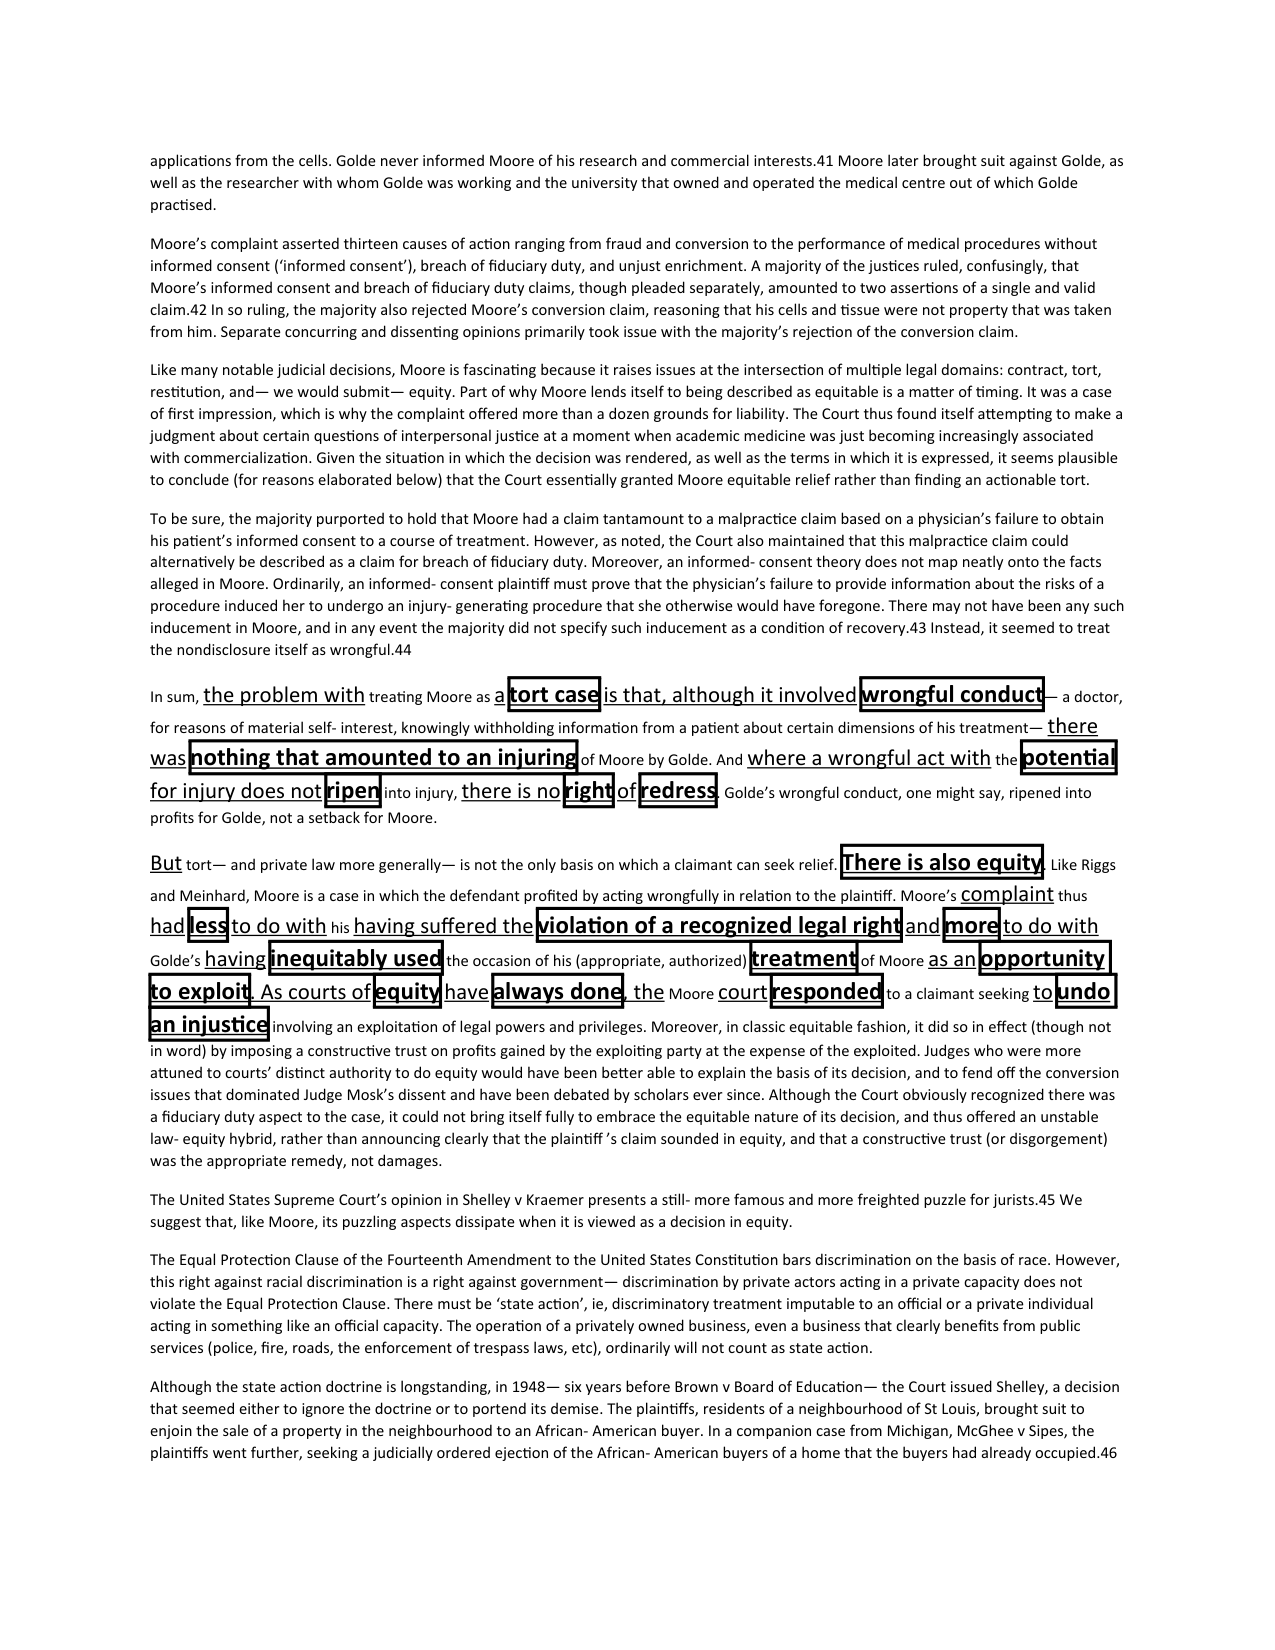 applications from the cells. Golde never informed Moore of his research and commercial interests.41 Moore later brought suit against Golde, as
well as the researcher with whom Golde was working and the university that owned and operated the medical centre out of which Golde
practised.
Moore’s complaint asserted thirteen causes of action ranging from fraud and conversion to the performance of medical procedures without
informed consent (‘informed consent’), breach of fiduciary duty, and unjust enrichment. A majority of the justices ruled, confusingly, that
Moore’s informed consent and breach of fiduciary duty claims, though pleaded separately, amounted to two assertions of a single and valid
claim.42 In so ruling, the majority also rejected Moore’s conversion claim, reasoning that his cells and tissue were not property that was taken
from him. Separate concurring and dissenting opinions primarily took issue with the majority’s rejection of the conversion claim.
Like many notable judicial decisions, Moore is fascinating because it raises issues at the intersection of multiple legal domains: contract, tort,
restitution, and— we would submit— equity. Part of why Moore lends itself to being described as equitable is a matter of timing. It was a case
of first impression, which is why the complaint offered more than a dozen grounds for liability. The Court thus found itself attempting to make a
judgment about certain questions of interpersonal justice at a moment when academic medicine was just becoming increasingly associated
with commercialization. Given the situation in which the decision was rendered, as well as the terms in which it is expressed, it seems plausible
to conclude (for reasons elaborated below) that the Court essentially granted Moore equitable relief rather than finding an actionable tort.
To be sure, the majority purported to hold that Moore had a claim tantamount to a malpractice claim based on a physician’s failure to obtain
his patient’s informed consent to a course of treatment. However, as noted, the Court also maintained that this malpractice claim could
alternatively be described as a claim for breach of fiduciary duty. Moreover, an informed- consent theory does not map neatly onto the facts
alleged in Moore. Ordinarily, an informed- consent plaintiff must prove that the physician’s failure to provide information about the risks of a
procedure induced her to undergo an injury- generating procedure that she otherwise would have foregone. There may not have been any such
inducement in Moore, and in any event the majority did not specify such inducement as a condition of recovery.43 Instead, it seemed to treat
the nondisclosure itself as wrongful.44
In sum, the problem with treating Moore as a tort case is that, although it involved wrongful conduct— a doctor,
for reasons of material self- interest, knowingly withholding information from a patient about certain dimensions of his treatment— there
was nothing that amounted to an injuring of Moore by Golde. And where a wrongful act with the potential
for injury does not ripen into injury, there is no right of redress. Golde’s wrongful conduct, one might say, ripened into
profits for Golde, not a setback for Moore.
But tort— and private law more generally— is not the only basis on which a claimant can seek relief. There is also equity. Like Riggs
and Meinhard, Moore is a case in which the defendant profited by acting wrongfully in relation to the plaintiff. Moore’s complaint thus
had less to do with his having suffered the violation of a recognized legal right and more to do with
Golde’s having inequitably used the occasion of his (appropriate, authorized) treatment of Moore as an opportunity
to exploit. As courts of equity have always done, the Moore court responded to a claimant seeking to undo
an injustice involving an exploitation of legal powers and privileges. Moreover, in classic equitable fashion, it did so in effect (though not
in word) by imposing a constructive trust on profits gained by the exploiting party at the expense of the exploited. Judges who were more
attuned to courts’ distinct authority to do equity would have been better able to explain the basis of its decision, and to fend off the conversion
issues that dominated Judge Mosk’s dissent and have been debated by scholars ever since. Although the Court obviously recognized there was
a fiduciary duty aspect to the case, it could not bring itself fully to embrace the equitable nature of its decision, and thus offered an unstable
law- equity hybrid, rather than announcing clearly that the plaintiff ’s claim sounded in equity, and that a constructive trust (or disgorgement)
was the appropriate remedy, not damages.
The United States Supreme Court’s opinion in Shelley v Kraemer presents a still- more famous and more freighted puzzle for jurists.45 We
suggest that, like Moore, its puzzling aspects dissipate when it is viewed as a decision in equity.
The Equal Protection Clause of the Fourteenth Amendment to the United States Constitution bars discrimination on the basis of race. However,
this right against racial discrimination is a right against government— discrimination by private actors acting in a private capacity does not
violate the Equal Protection Clause. There must be ‘state action’, ie, discriminatory treatment imputable to an official or a private individual
acting in something like an official capacity. The operation of a privately owned business, even a business that clearly benefits from public
services (police, fire, roads, the enforcement of trespass laws, etc), ordinarily will not count as state action.
Although the state action doctrine is longstanding, in 1948— six years before Brown v Board of Education— the Court issued Shelley, a decision
that seemed either to ignore the doctrine or to portend its demise. The plaintiffs, residents of a neighbourhood of St Louis, brought suit to
enjoin the sale of a property in the neighbourhood to an African- American buyer. In a companion case from Michigan, McGhee v Sipes, the
plaintiffs went further, seeking a judicially ordered ejection of the African- American buyers of a home that the buyers had already occupied.46